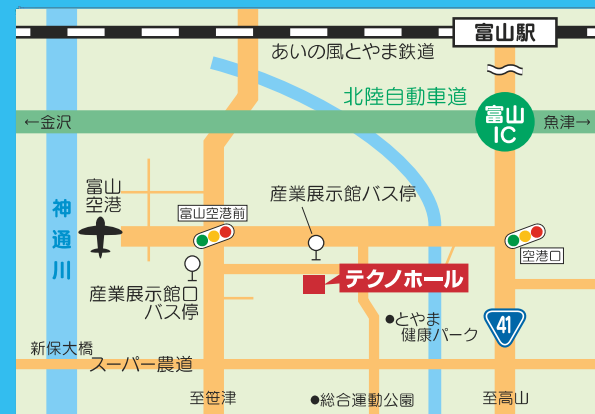 富山駅
あいの風とやま鉄道
北陸自動車道
←金沢
富山
IC
魚津→
神通川
富山
空港
富山空港前
産業展示館バス停
空港口
産業展示館口
バス停
テクノホール
41
とやま
健康パーク
新保大橋
スーパー農道
至笹津
総合運動公園
至高山